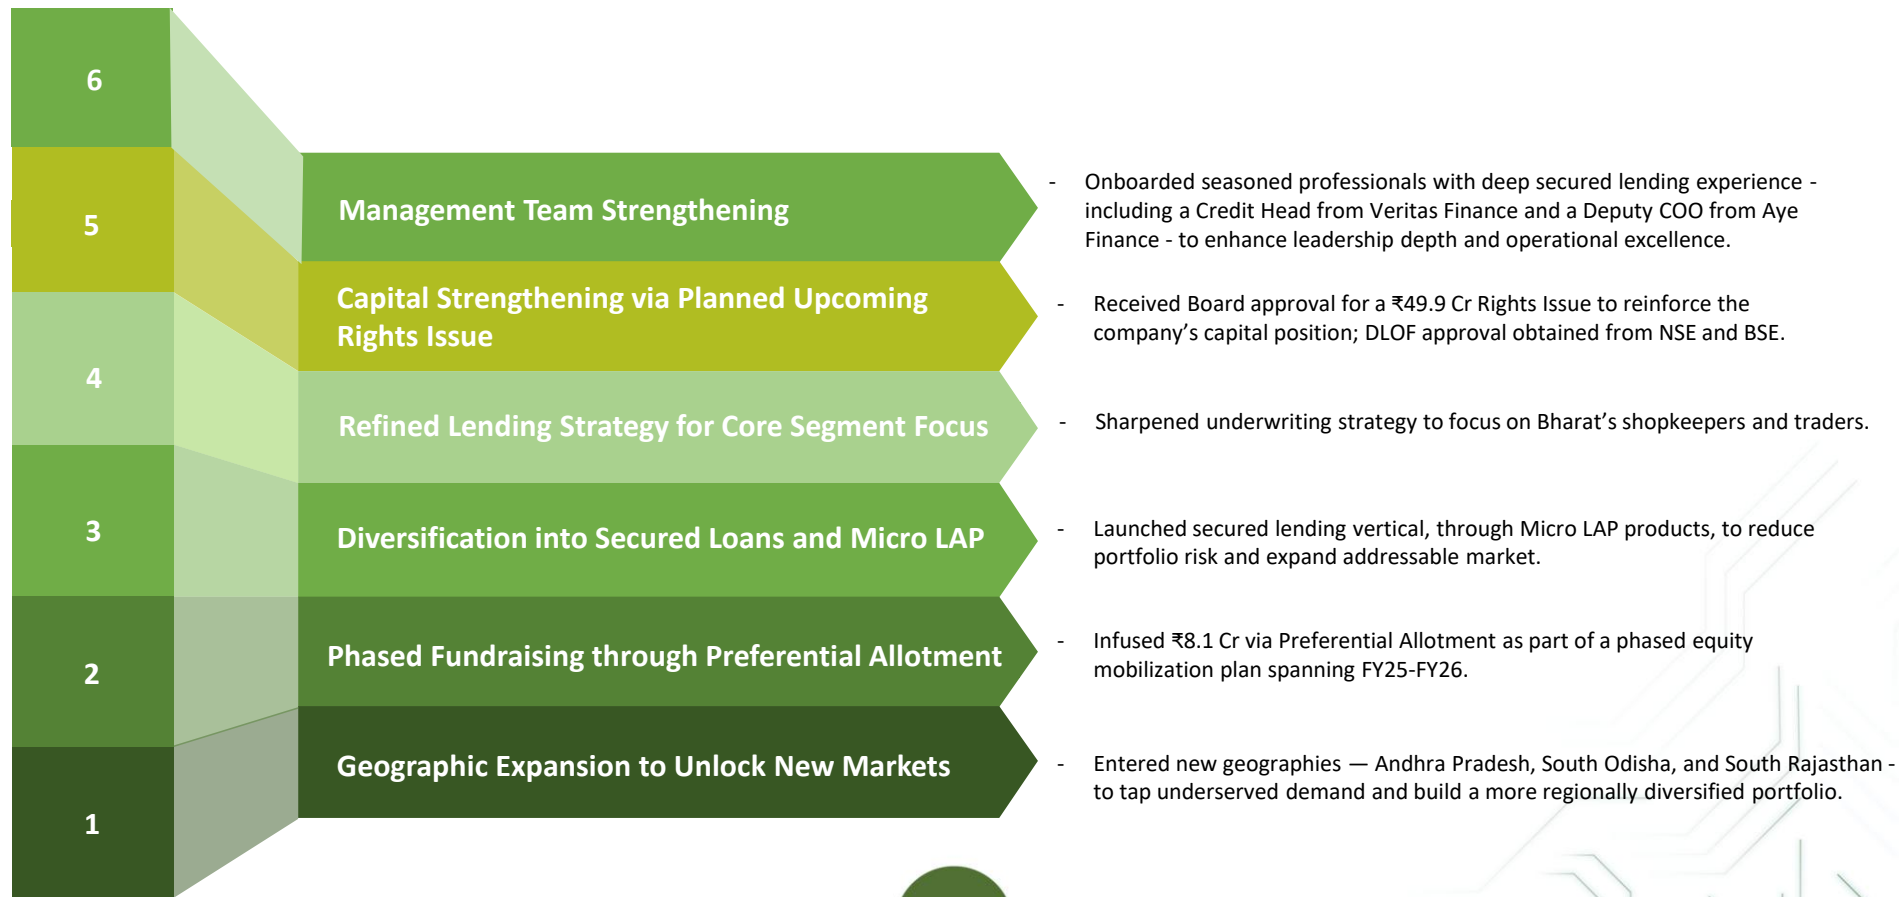 6
Management Team Strengthening
- Onboarded seasoned professionals with deep secured lending experience -
including a Credit Head from Veritas Finance and a Deputy COO from Aye
Finance - to enhance leadership depth and operational excellence.
5
Capital Strengthening via Planned Upcoming
Rights Issue
- Received Board approval for a ₹49.9 Cr Rights Issue to reinforce the
company’s capital position; DLOF approval obtained from NSE and BSE.
4
Refined Lending Strategy for Core Segment Focus
- Sharpened underwriting strategy to focus on Bharat’s shopkeepers and traders.
3
Diversification into Secured Loans and Micro LAP
- Launched secured lending vertical, through Micro LAP products, to reduce
portfolio risk and expand addressable market.
2
Phased Fundraising through Preferential Allotment
- Infused ₹8.1 Cr via Preferential Allotment as part of a phased equity
mobilization plan spanning FY25-FY26.
1
Geographic Expansion to Unlock New Markets
- Entered new geographies — Andhra Pradesh, South Odisha, and South Rajasthan -
to tap underserved demand and build a more regionally diversified portfolio.